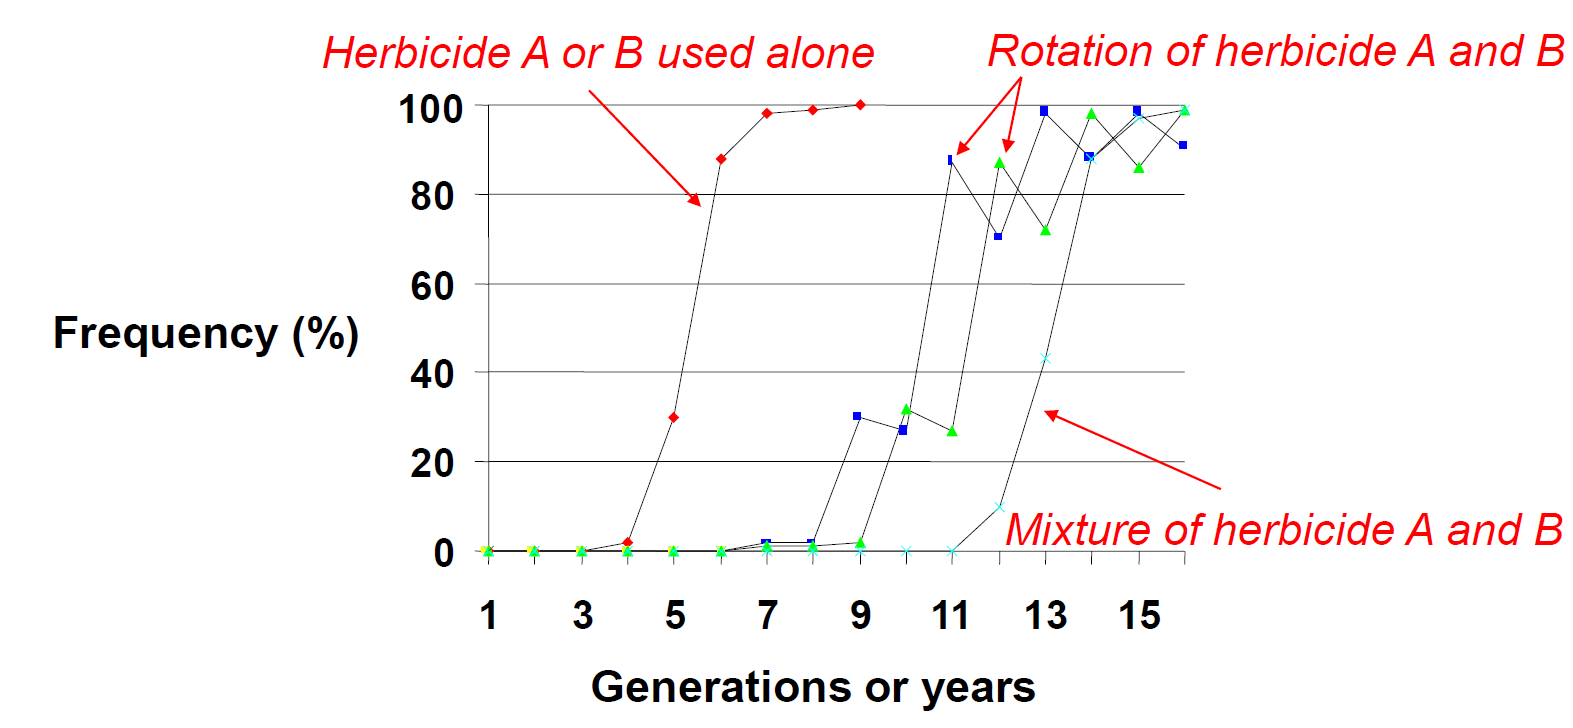 Herbicide A or B used alone
Rotation of herbicide A and B
100
80
60
Frequency (%)
40
20
Mixture of herbicide A and B
0
1 3 5 7 9 11 13 15
Generations or years